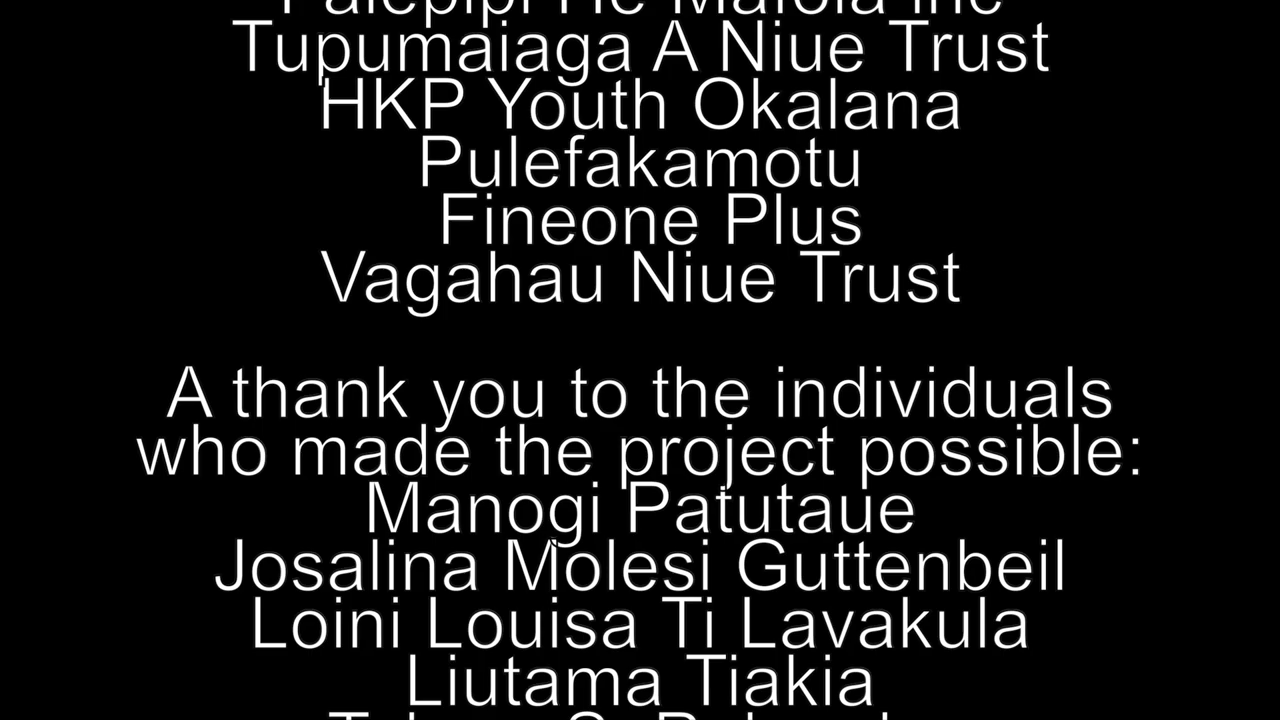 Tupumaiaga A Niue Trust
HKP Youth Okalana
Pulefakamotu
Fineone Plus
Vagahau Niue Trust
A thank you to the individuals
who made the project possible:
Manogi Patutaue
Josalina Molesi Guttenbeil
Loini Louisa Ti Lavakula
Liutama Tiakia